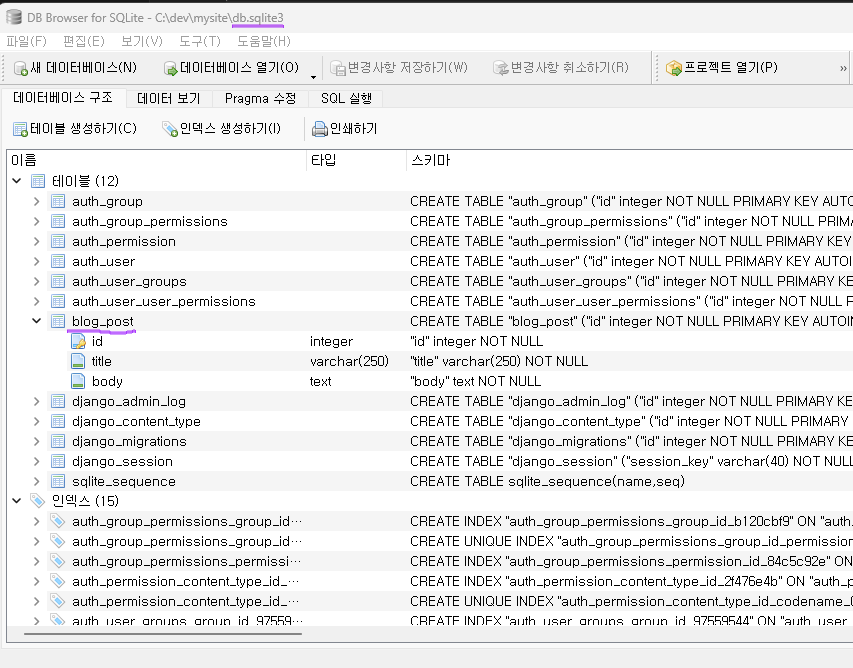 DB Browser for SQLite - C:\dev\mysite\db.sqlite3
파일(F) 편집(E) 보기(V) 도구(T) 도움말(H)
새 데이터베이스(N) 데이터베이스 열기(O) 변경사항 저장하기(W) 변경사항 취소하기(R) 프로젝트 열기(P) »
데이터베이스 구조 데이터 보기 Pragma 수정 SQL 실행
테이블 생성하기(C) 인덱스 생성하기(I) 인쇄하기
이름 타입 스키마
테이블 (12)
auth_group CREATE TABLE "auth_group" ("id" integer NOT NULL PRIMARY KEY AUTO
auth_group_permissions CREATE TABLE "auth_group_permissions" ("id" integer NOT NULL PRIMA
auth_permission CREATE TABLE "auth_permission" ("id" integer NOT NULL PRIMARY KEY
auth_user CREATE TABLE "auth_user" ("id" integer NOT NULL PRIMARY KEY AUTOI
auth_user_groups CREATE TABLE "auth_user_groups" ("id" integer NOT NULL PRIMARY KE
auth_user_user_permissions CREATE TABLE "auth_user_user_permissions" ("id" integer NOT NULL P
blog_post CREATE TABLE "blog_post" ("id" integer NOT NULL PRIMARY KEY AUTOIN
id integer "id" integer NOT NULL
title varchar(250) "title" varchar(250) NOT NULL
body text "body" text NOT NULL
django_admin_log CREATE TABLE "django_admin_log" ("id" integer NOT NULL PRIMARY KE
django_content_type CREATE TABLE "django_content_type" ("id" integer NOT NULL PRIMARY
django_migrations CREATE TABLE "django_migrations" ("id" integer NOT NULL PRIMARY KE
django_session CREATE TABLE "django_session" ("session_key" varchar(40) NOT NULL
sqlite_sequence CREATE TABLE sqlite_sequence(name,seq)
인덱스 (15)
auth_group_permissions_group_id… CREATE INDEX "auth_group_permissions_group_id_b120cbf9" ON "auth_
auth_group_permissions_group_id… CREATE UNIQUE INDEX "auth_group_permissions_group_id_permission
auth_group_permissions_permissi… CREATE INDEX "auth_group_permissions_permission_id_84c5c92e" ON
auth_permission_content_type_id_… CREATE INDEX "auth_permission_content_type_id_2f476e4b" ON "auth_p
auth_permission_content_type_id_… CREATE UNIQUE INDEX "auth_permission_content_type_id_codename_0
auth_user_groups_group_id_97559… CREATE INDEX "auth_user_groups_group_id_97559544" ON "auth_user_